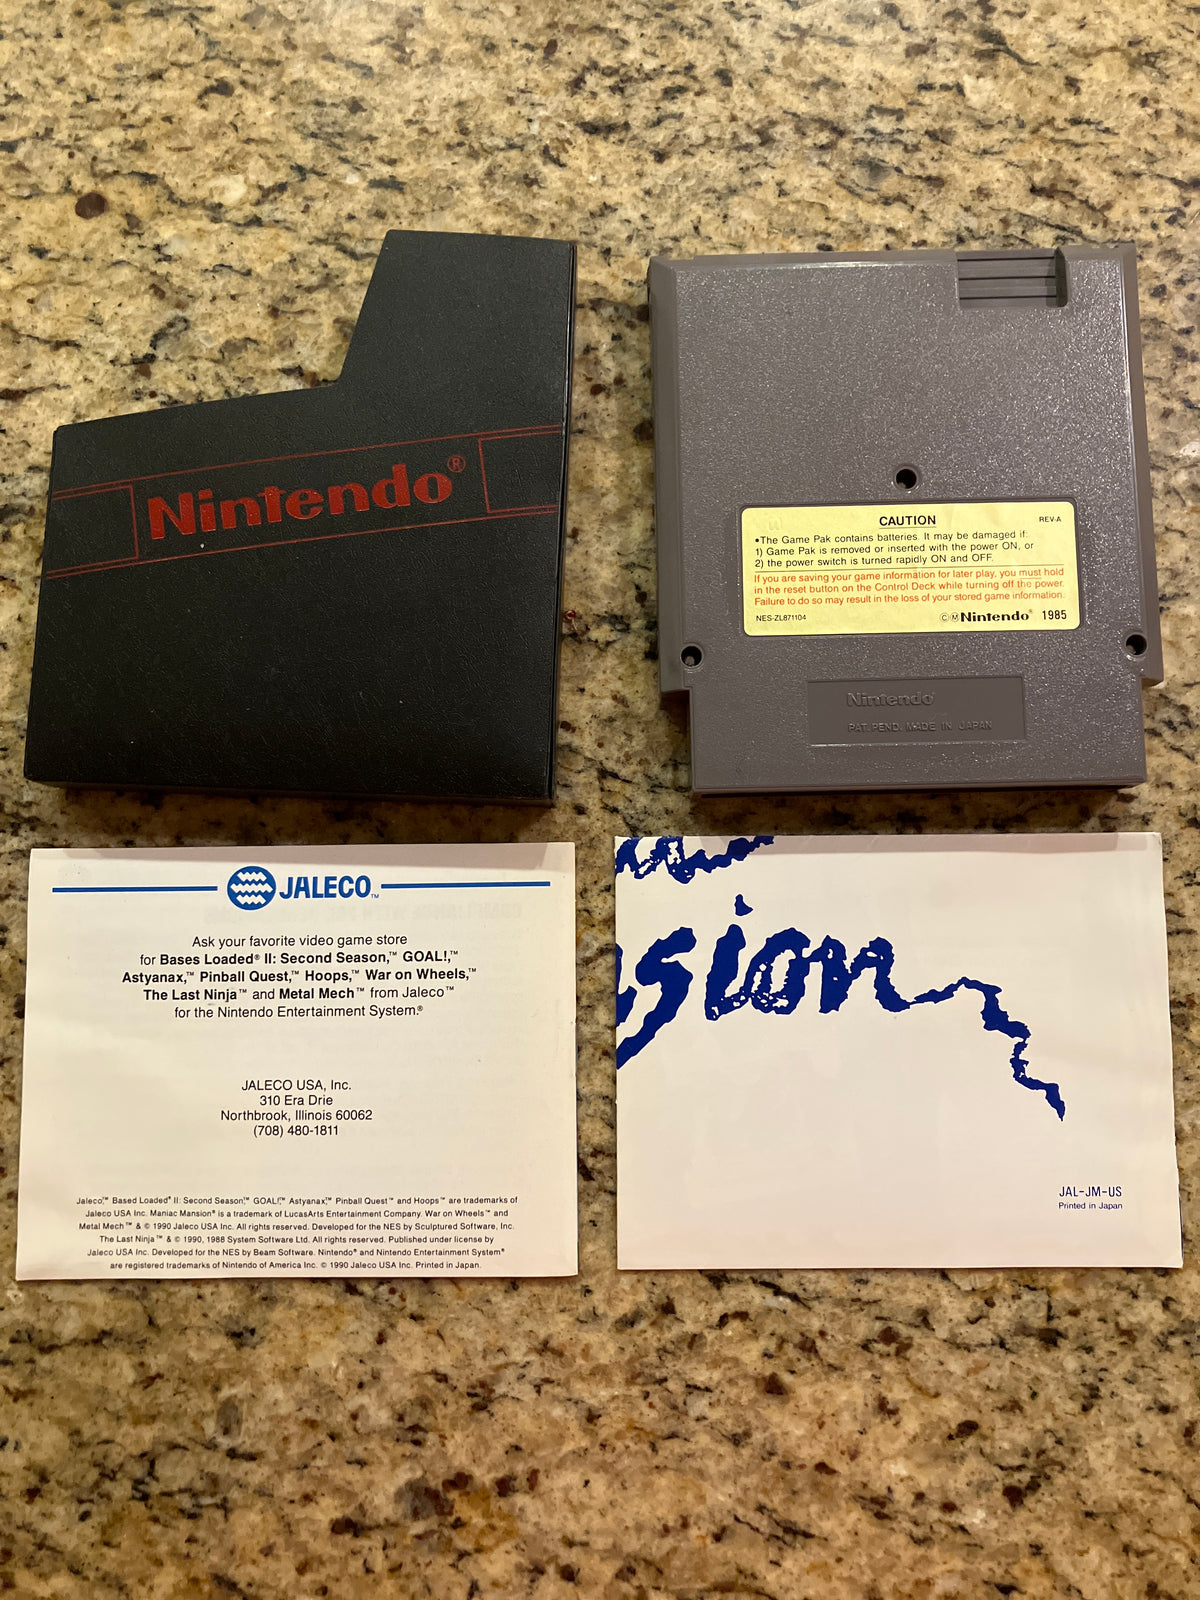 Nintendo®
CAUTION
REV-A
•The Game Pak contains batteries. It may be damaged if:
1) Game Pak is removed or inserted with the power ON, or
2) the power switch is turned rapidly ON and OFF.
If you are saving your game information for later play, you must hold
in the reset button on the Control Deck while turning off the power.
Failure to do so may result in the loss of your stored game information.
NES-ZL871104
©Ⓜ Nintendo® 1985
Nintendo®
PAT. PEND. MADE IN JAPAN
JALECO™
Ask your favorite video game store
for Bases Loaded® II: Second Season,™ GOAL!,™
Astyanax,™ Pinball Quest,™ Hoops,™ War on Wheels,™
The Last Ninja™ and Metal Mech™ from Jaleco™
for the Nintendo Entertainment System.®
JALECO USA, Inc.
310 Era Drie
Northbrook, Illinois 60062
(708) 480-1811
Jaleco,™ Based Loaded® II: Second Season,™ GOAL!,™ Astyanax,™ Pinball Quest™ and Hoops™ are trademarks of
Jaleco USA Inc. Maniac Mansion® is a trademark of LucasArts Entertainment Company. War on Wheels™ and
Metal Mech™ & © 1990 Jaleco USA Inc. All rights reserved. Developed for the NES by Sculptured Software, Inc.
The Last Ninja™ & © 1990, 1988 System Software Ltd. All rights reserved. Published under license by
Jaleco USA Inc. Developed for the NES by Beam Software. Nintendo® and Nintendo Entertainment System®
are registered trademarks of Nintendo of America Inc. © 1990 Jaleco USA Inc. Printed in Japan.
sion
JAL-JM-US
Printed in Japan